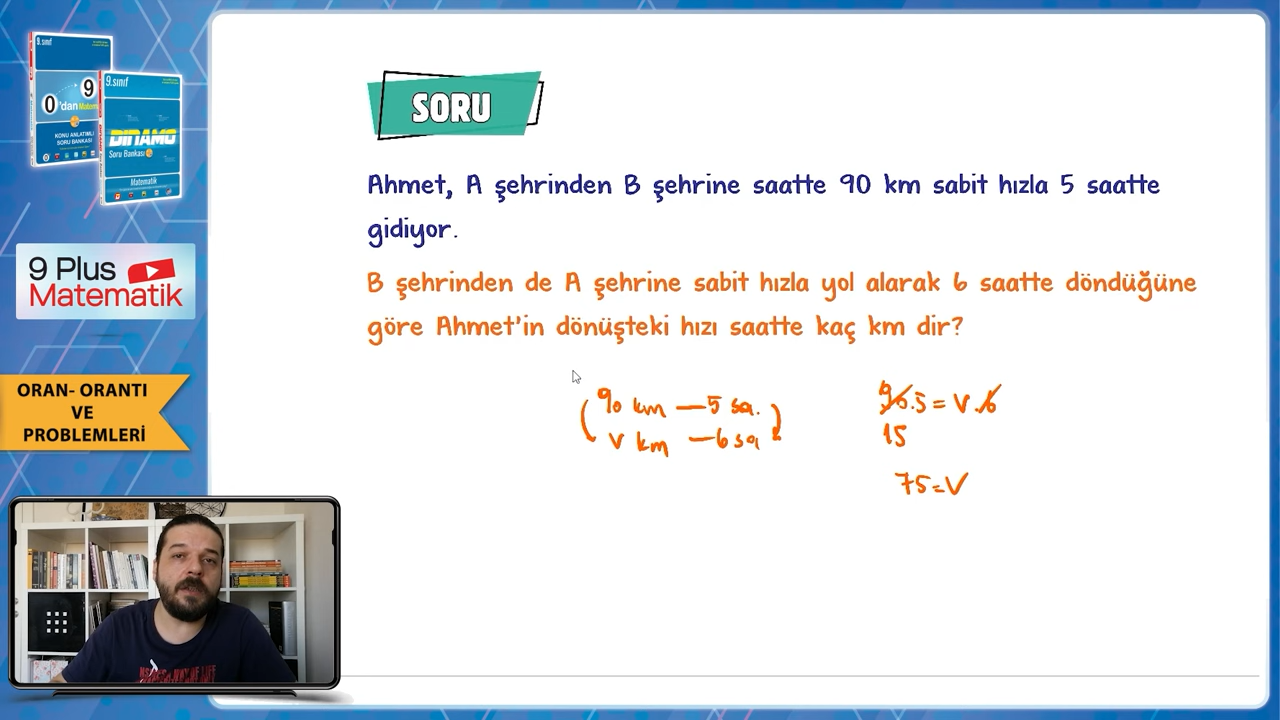 9.sınıf
0'dan 9
KONU ANLATIMLI
SORU BANKASI
9.sınıf
DİNAMO
Soru Bankası
Matematik
9 Plus
Matematik
ORAN- ORANTI
VE
PROBLEMLERİ
SORU
Ahmet, A şehrinden B şehrine saatte 90 km sabit hızla 5 saatte
gidiyor.
B şehrinden de A şehrine sabit hızla yol alarak 6 saatte döndüğüne
göre Ahmet'in dönüşteki hızı saatte kaç km dir?
90 km — 5 sa.
v km — 6 sa
90.5 = v.6
15
75=V